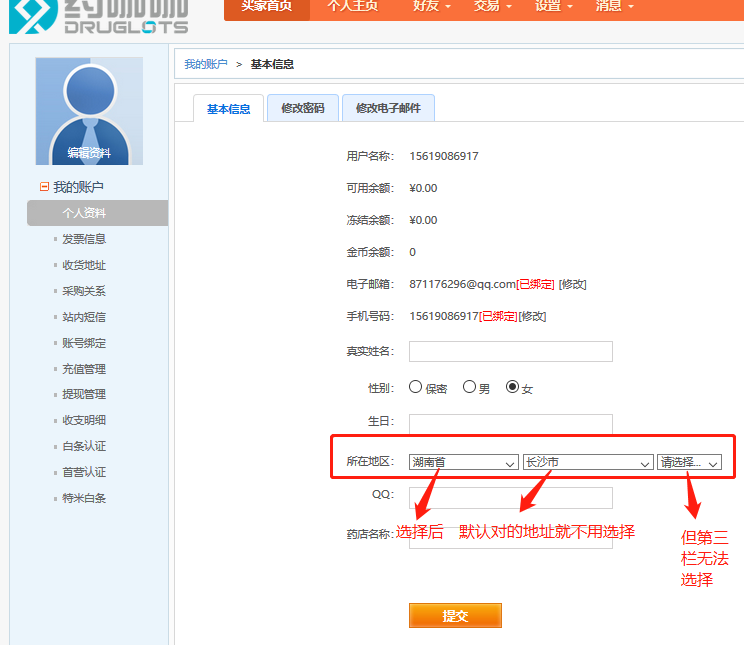 药咖咖
DRUGLOTS
买家首页 个人主页 好友 交易 设置 消息
我的账户 > 基本信息
基本信息 修改密码 修改电子邮件
编辑资料
我的账户
个人资料
发票信息
收货地址
采购关系
站内短信
账号绑定
充值管理
提现管理
收支明细
白条认证
首营认证
特米白条
用户名称: 15619086917
可用余额: ¥0.00
冻结余额: ¥0.00
金币余额: 0
电子邮箱: 871176296@qq.com[已绑定] [修改]
手机号码: 15619086917[已绑定][修改]
真实姓名:
性别: 保密 男 女
生日:
所在地区: 湖南省 长沙市 请选择...
QQ:
药店名称:
选择后 默认对的地址就不用选择
但第三
栏无法
选择
提交